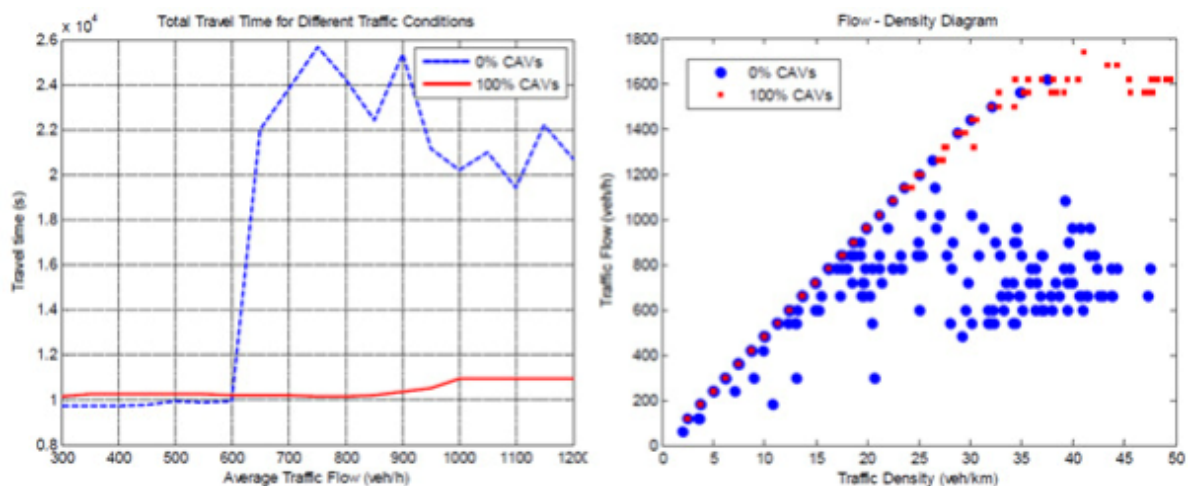 Total Travel Time for Different Traffic Conditions
x 10⁴
2.6
2.4
2.2
2
1.8
1.6
1.4
1.2
1
0.8
Travel time (s)
0% CAVs
100% CAVs
300 400 500 600 700 800 900 1000 1100 1200
Average Traffic Flow (veh/h)
Flow - Density Diagram
1800
1600
1400
1200
1000
800
600
400
200
0
Traffic Flow (veh/h)
0% CAVs
100% CAVs
0 5 10 15 20 25 30 35 40 45 50
Traffic Density (veh/km)